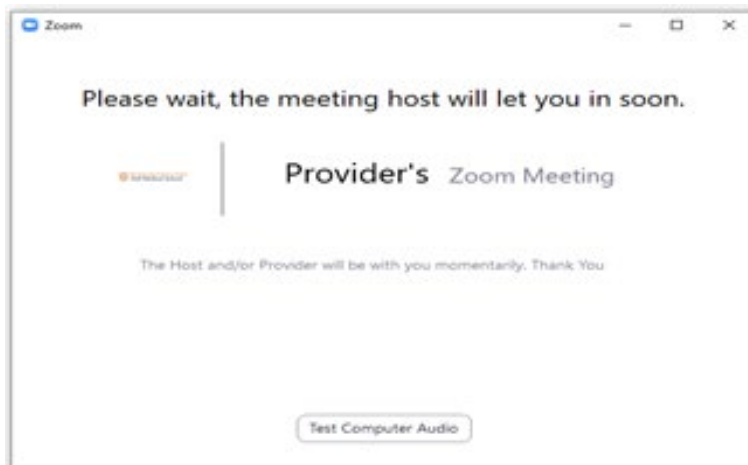 Zoom
Please wait, the meeting host will let you in soon.
Provider's Zoom Meeting
The Host and/or Provider will be with you momentarily. Thank You
Test Computer Audio